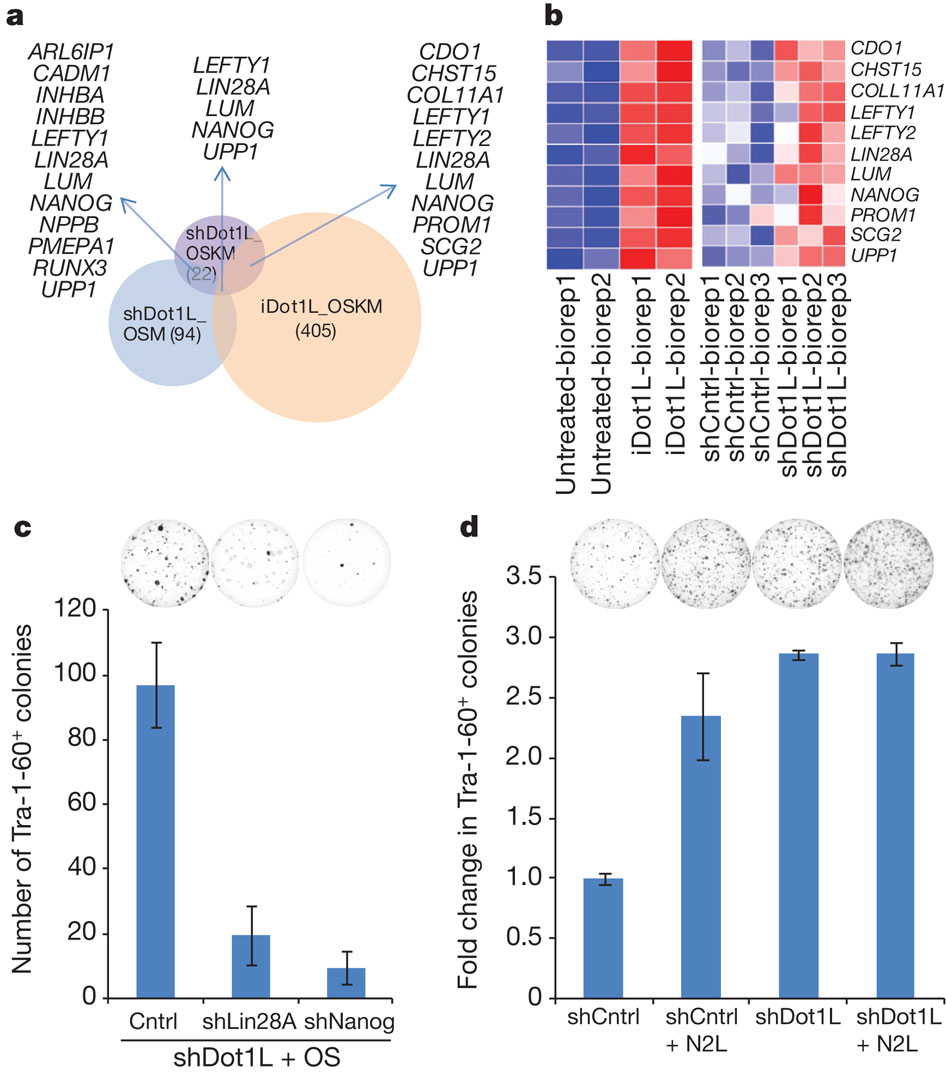 a
ARL6IP1
CADM1
INHBA
INHBB
LEFTY1
LIN28A
LUM
NANOG
NPPB
PMEPA1
RUNX3
UPP1
LEFTY1
LIN28A
LUM
NANOG
UPP1
CDO1
CHST15
COL11A1
LEFTY1
LEFTY2
LIN28A
LUM
NANOG
PROM1
SCG2
UPP1
shDot1L_
OSKM
(22)
shDot1L_
OSM (94)
iDot1L_OSKM
(405)
b
CDO1
CHST15
COLL11A1
LEFTY1
LEFTY2
LIN28A
LUM
NANOG
PROM1
SCG2
UPP1
Untreated-biorep1
Untreated-biorep2
iDot1L-biorep1
iDot1L-biorep2
shCntrl-biorep1
shCntrl-biorep2
shCntrl-biorep3
shDot1L-biorep1
shDot1L-biorep2
shDot1L-biorep3
c
Number of Tra-1-60+ colonies
120
100
80
60
40
20
0
Cntrl shLin28A shNanog
shDot1L + OS
d
Fold change in Tra-1-60+ colonies
3.5
3.0
2.5
2.0
1.5
1.0
0.5
0
shCntrl shCntrl shDot1L shDot1L
+ N2L + N2L